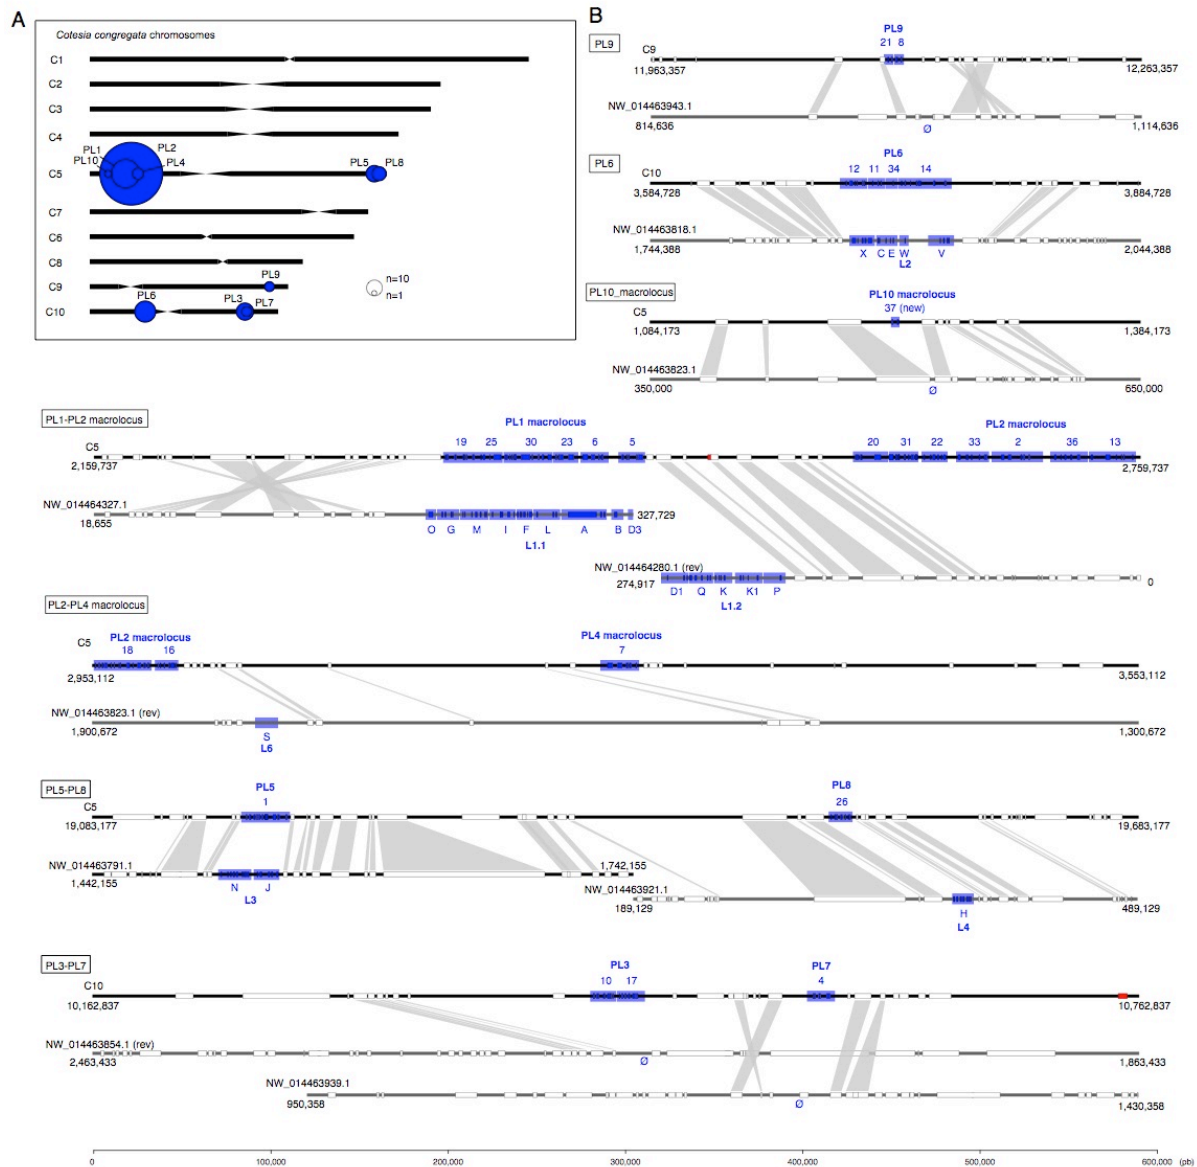 A
Cotesia congregata chromosomes
C1
C2
C3
C4
PL1
PL10
PL2
PL4
C5
PL5 PL8
C7
C6
C8
C9
PL9
n=10
n=1
C10
PL6
PL3
PL7
B
PL9
PL9
21 8
C9
11,963,357
12,263,357
NW_014463943.1
814,636
Ø
1,114,636
PL6
PL6
12 11 34 14
C10
3,584,728
3,884,728
NW_014463818.1
1,744,388
X C E W V
L2
2,044,388
PL10_macrolocus
PL10 macrolocus
37 (new)
C5
1,084,173
1,384,173
NW_014463823.1
350,000
Ø
650,000
PL1-PL2 macrolocus
PL1 macrolocus
PL2 macrolocus
C5
19 25 30 23 6 5
20 31 22 33 2 36 13
2,159,737
2,759,737
NW_014464327.1
18,655
327,729
O G M I F L A B D3
L1.1
NW_014464280.1 (rev)
274,917
0
D1 Q K K1 P
L1.2
PL2-PL4 macrolocus
C5
PL2 macrolocus
18 16
PL4 macrolocus
7
2,953,112
3,553,112
NW_014463823.1 (rev)
1,900,672
S
L6
1,300,672
PL5-PL8
PL5
1
PL8
26
C5
19,083,177
19,683,177
NW_014463791.1
1,442,155
1,742,155
N J
L3
NW_014463921.1
189,129
H
L4
489,129
PL3-PL7
PL3
10 17
PL7
4
C10
10,162,837
10,762,837
NW_014463854.1 (rev)
2,463,433
Ø
1,863,433
NW_014463939.1
950,358
Ø
1,430,358
0 100,000 200,000 300,000 400,000 500,000 600,000 (pb)